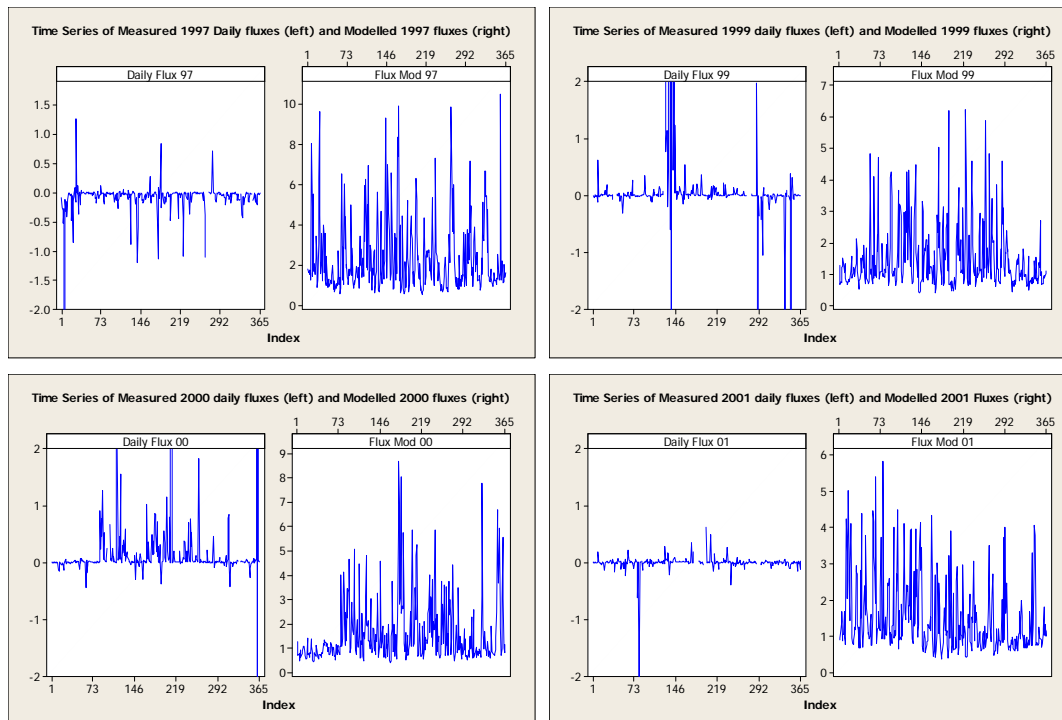 Time Series of Measured 1997 Daily fluxes (left) and Modelled 1997 fluxes (right)
1 73 146 219 292 365
Daily Flux 97 Flux Mod 97
1.5
1.0
0.5
0.0
-0.5
-1.0
-1.5
-2.0
10
8
6
4
2
0
1 73 146 219 292 365
Index
Time Series of Measured 1999 daily fluxes (left) and Modelled 1999 fluxes (right)
1 73 146 219 292 365
Daily Flux 99 Flux Mod 99
2
1
0
-1
-2
7
6
5
4
3
2
1
0
1 73 146 219 292 365
Index
Time Series of Measured 2000 daily fluxes (left) and Modelled 2000 fluxes (right)
1 73 146 219 292 365
Daily Flux 00 Flux Mod 00
2
1
0
-1
-2
9
8
7
6
5
4
3
2
1
0
1 73 146 219 292 365
Index
Time Series of Measured 2001 daily fluxes (left) and Modelled 2001 Fluxes (right)
1 73 146 219 292 365
Daily Flux 01 Flux Mod 01
2
1
0
-1
-2
6
5
4
3
2
1
0
1 73 146 219 292 365
Index